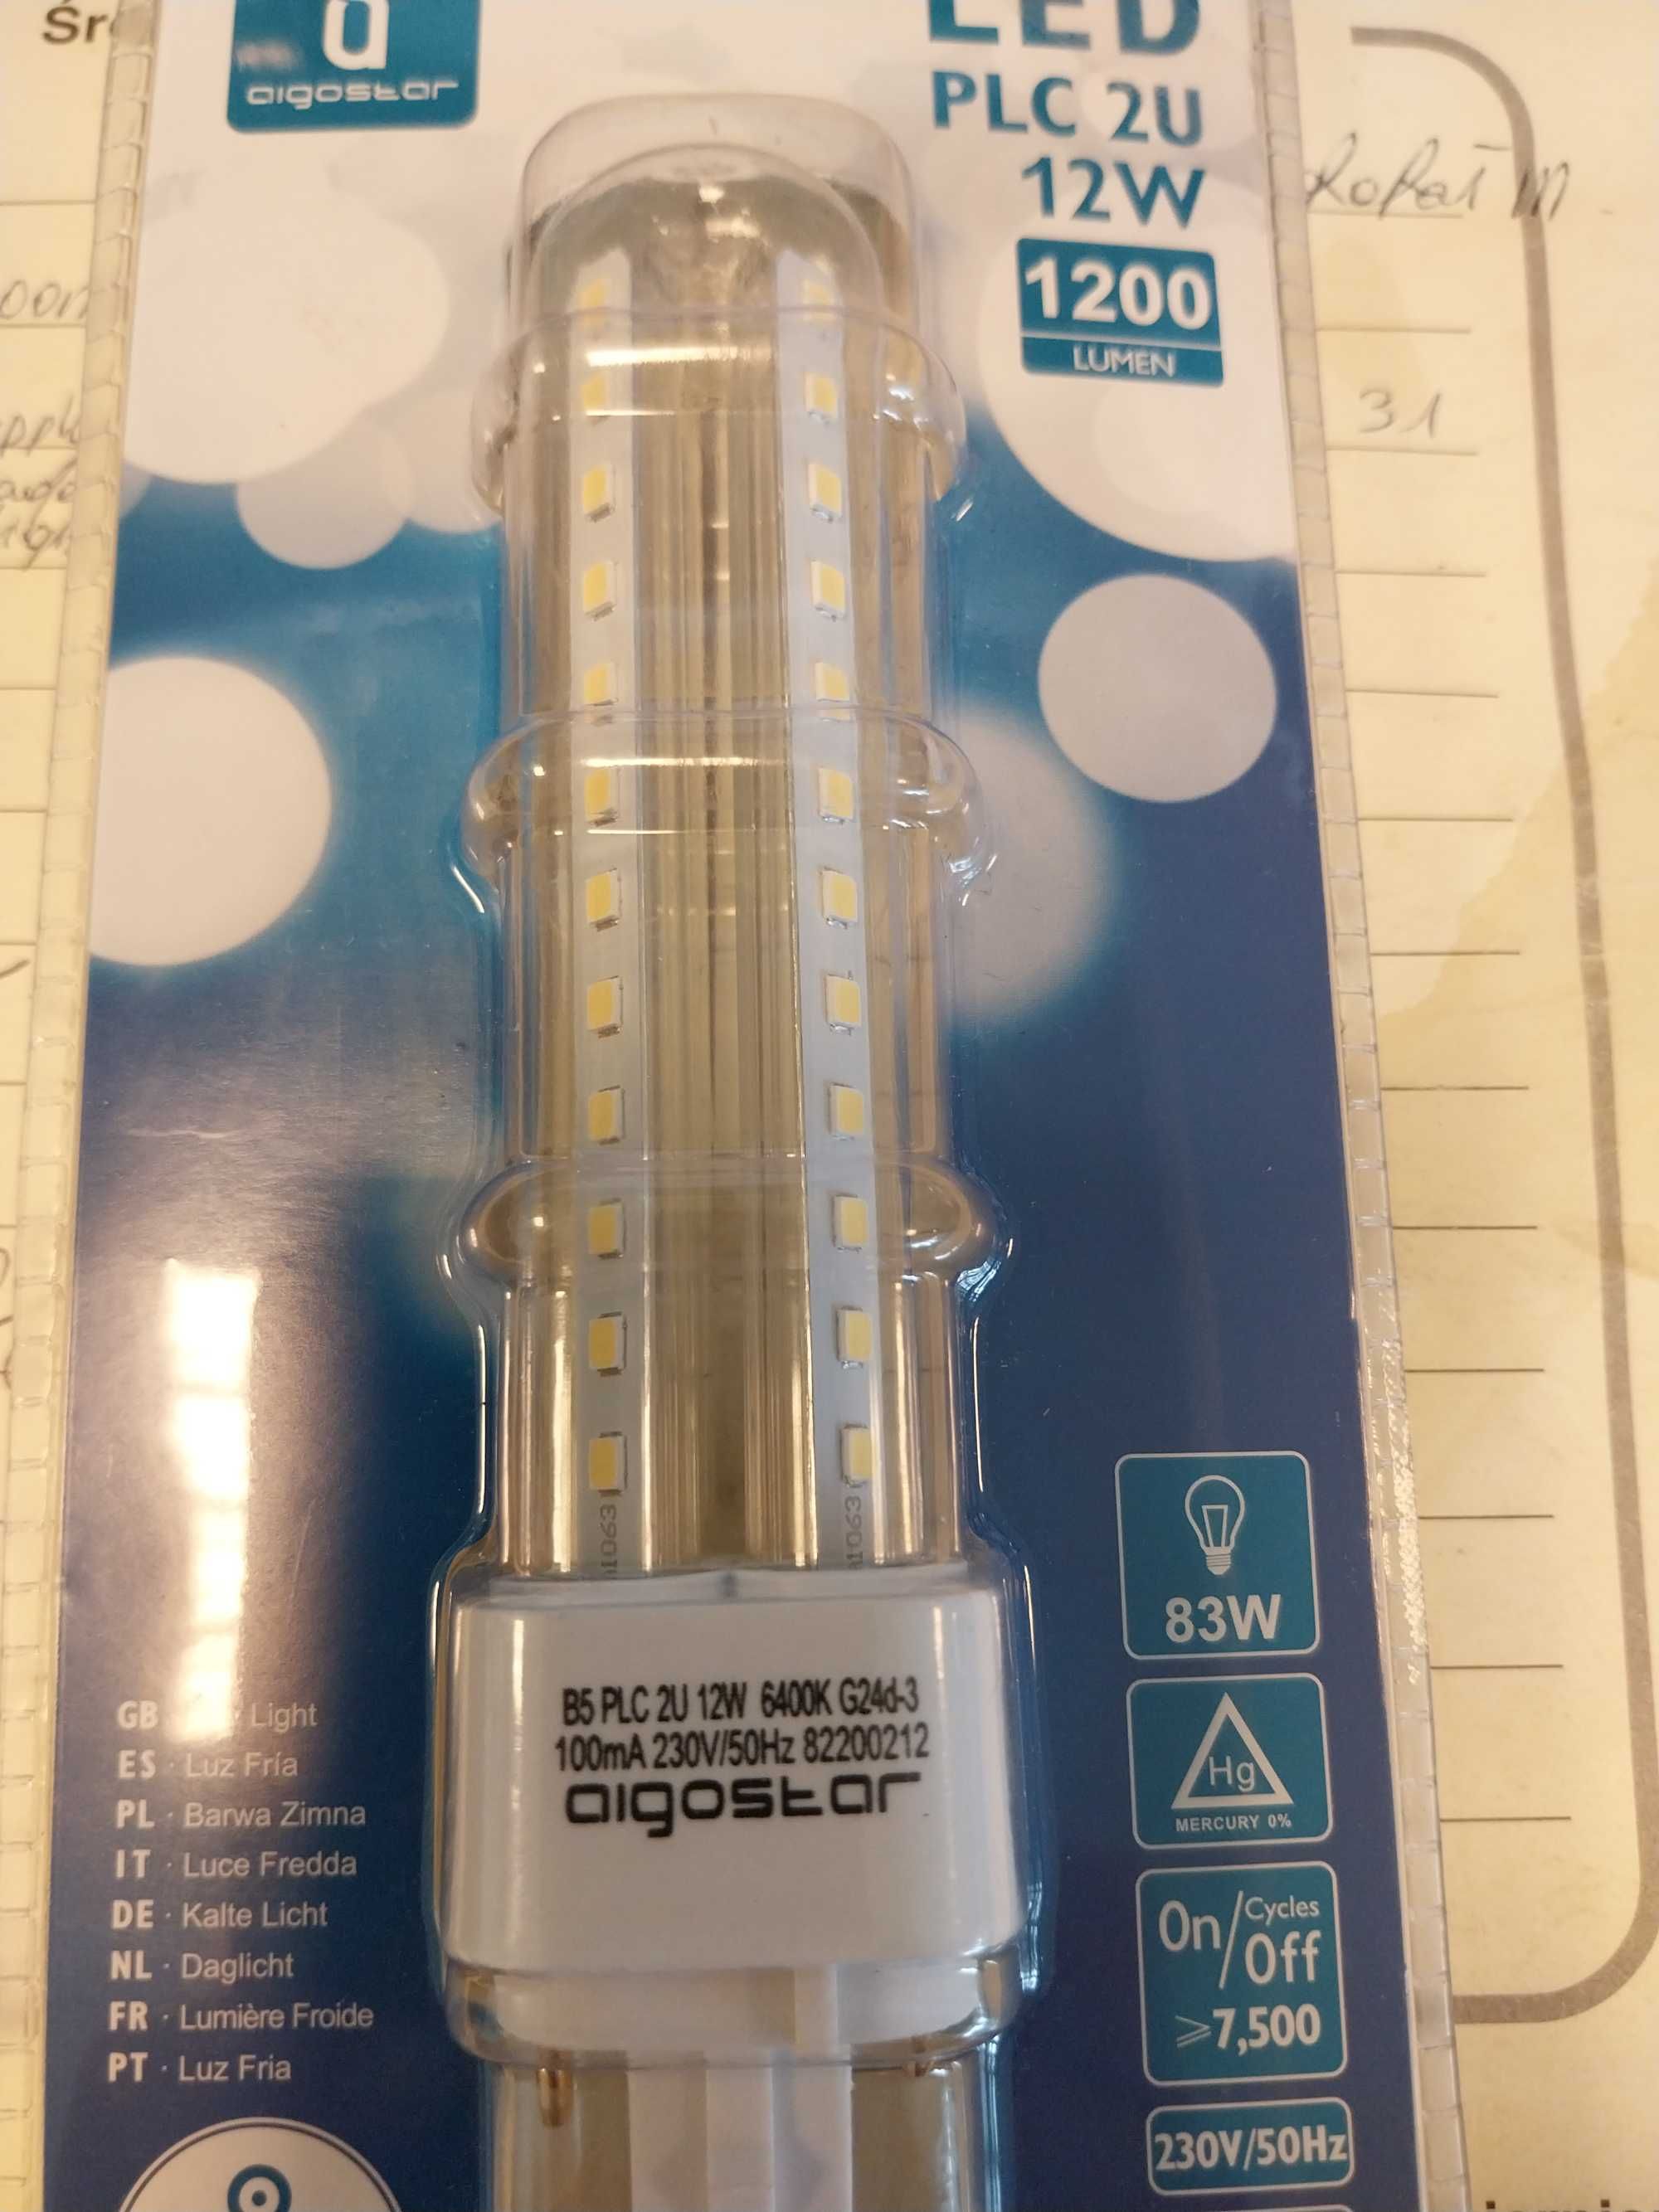 aigostar
LED
PLC 2U
12W
1200
LUMEN
31
1063
1063
B5 PLC 2U 12W 6400K G24d-3
100mA 230V/50Hz 82200212
aigostar
83W
Hg
MERCURY 0%
On/Off Cycles
⩾7,500
230V/50Hz
GB · Light
ES · Luz Fría
PL · Barwa Zimna
IT · Luce Fredda
DE · Kalte Licht
NL · Daglicht
FR · Lumière Froide
PT · Luz Fria